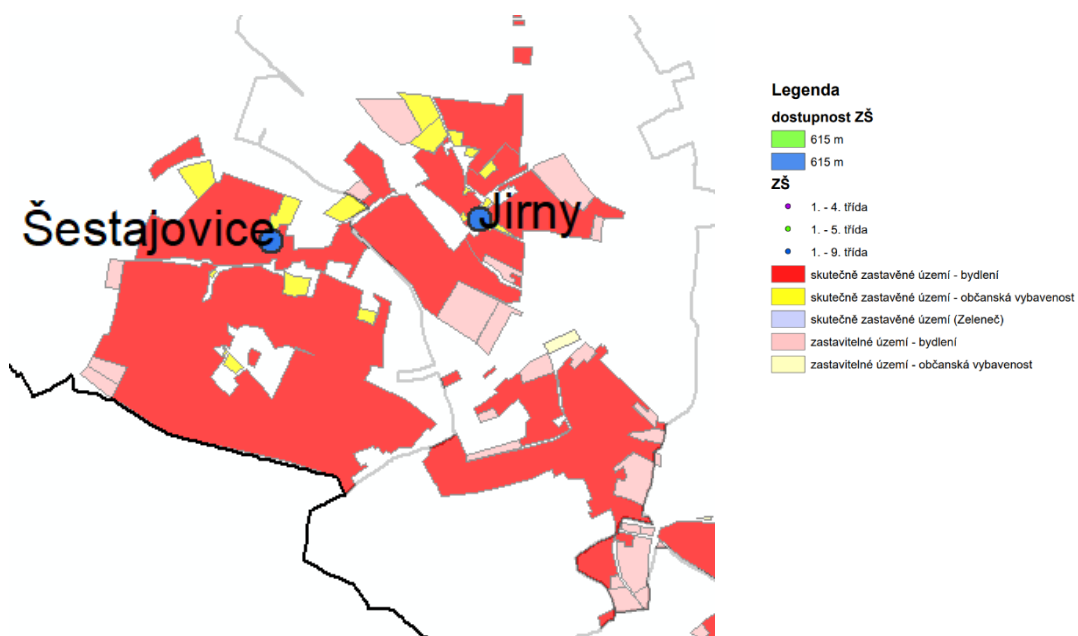 Šestajovice
Jirny
Legenda
dostupnost ZŠ
615 m
615 m
ZŠ
1. - 4. třída
1. - 5. třída
1. - 9. třída
skutečně zastavěné území - bydlení
skutečně zastavěné území - občanská vybavenost
skutečně zastavěné území (Zeleneč)
zastavitelné území - bydlení
zastavitelné území - občanská vybavenost